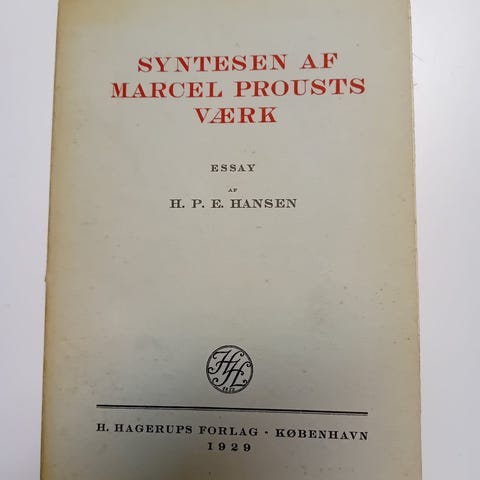 SYNTESEN AF
MARCEL PROUSTS
VÆRK
ESSAY
AF
H. P. E. HANSEN
H. HAGERUPS FORLAG · KØBENHAVN
1929